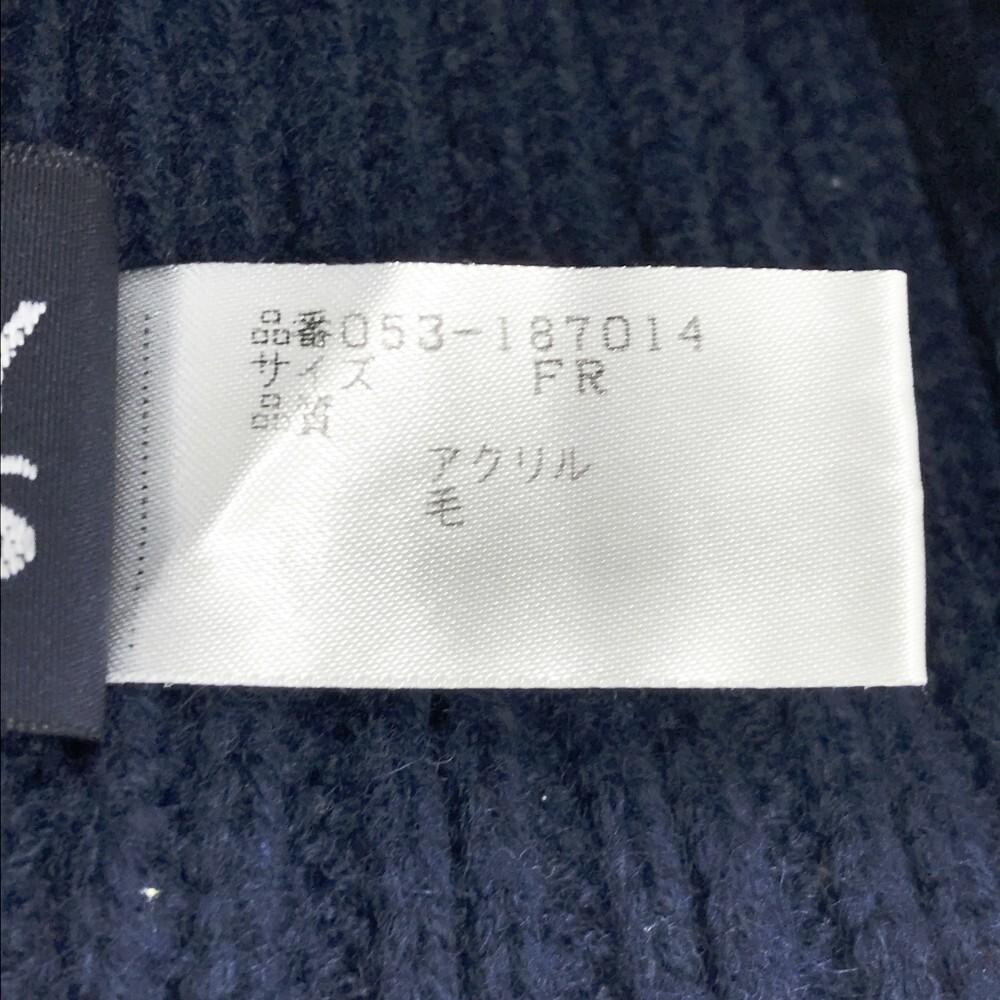 品番053-187014
サイズ FR
品質
アクリル
毛